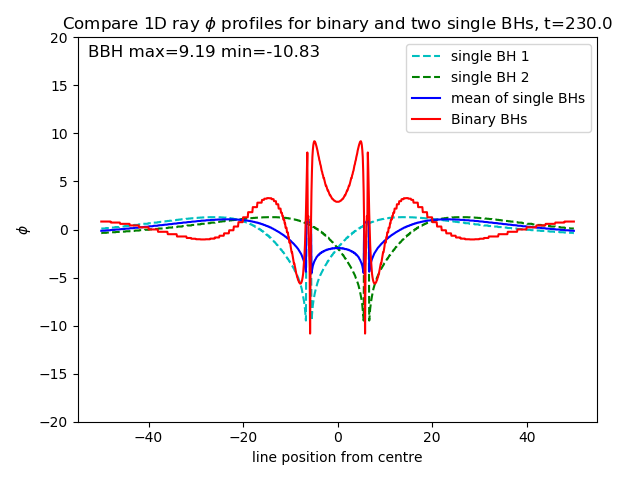 Compare 1D ray ϕ profiles for binary and two single BHs, t=230.0
BBH max=9.19 min=-10.83
single BH 1
single BH 2
mean of single BHs
Binary BHs
20
15
10
5
0
−5
−10
−15
−20
ϕ
−40 −20 0 20 40
line position from centre